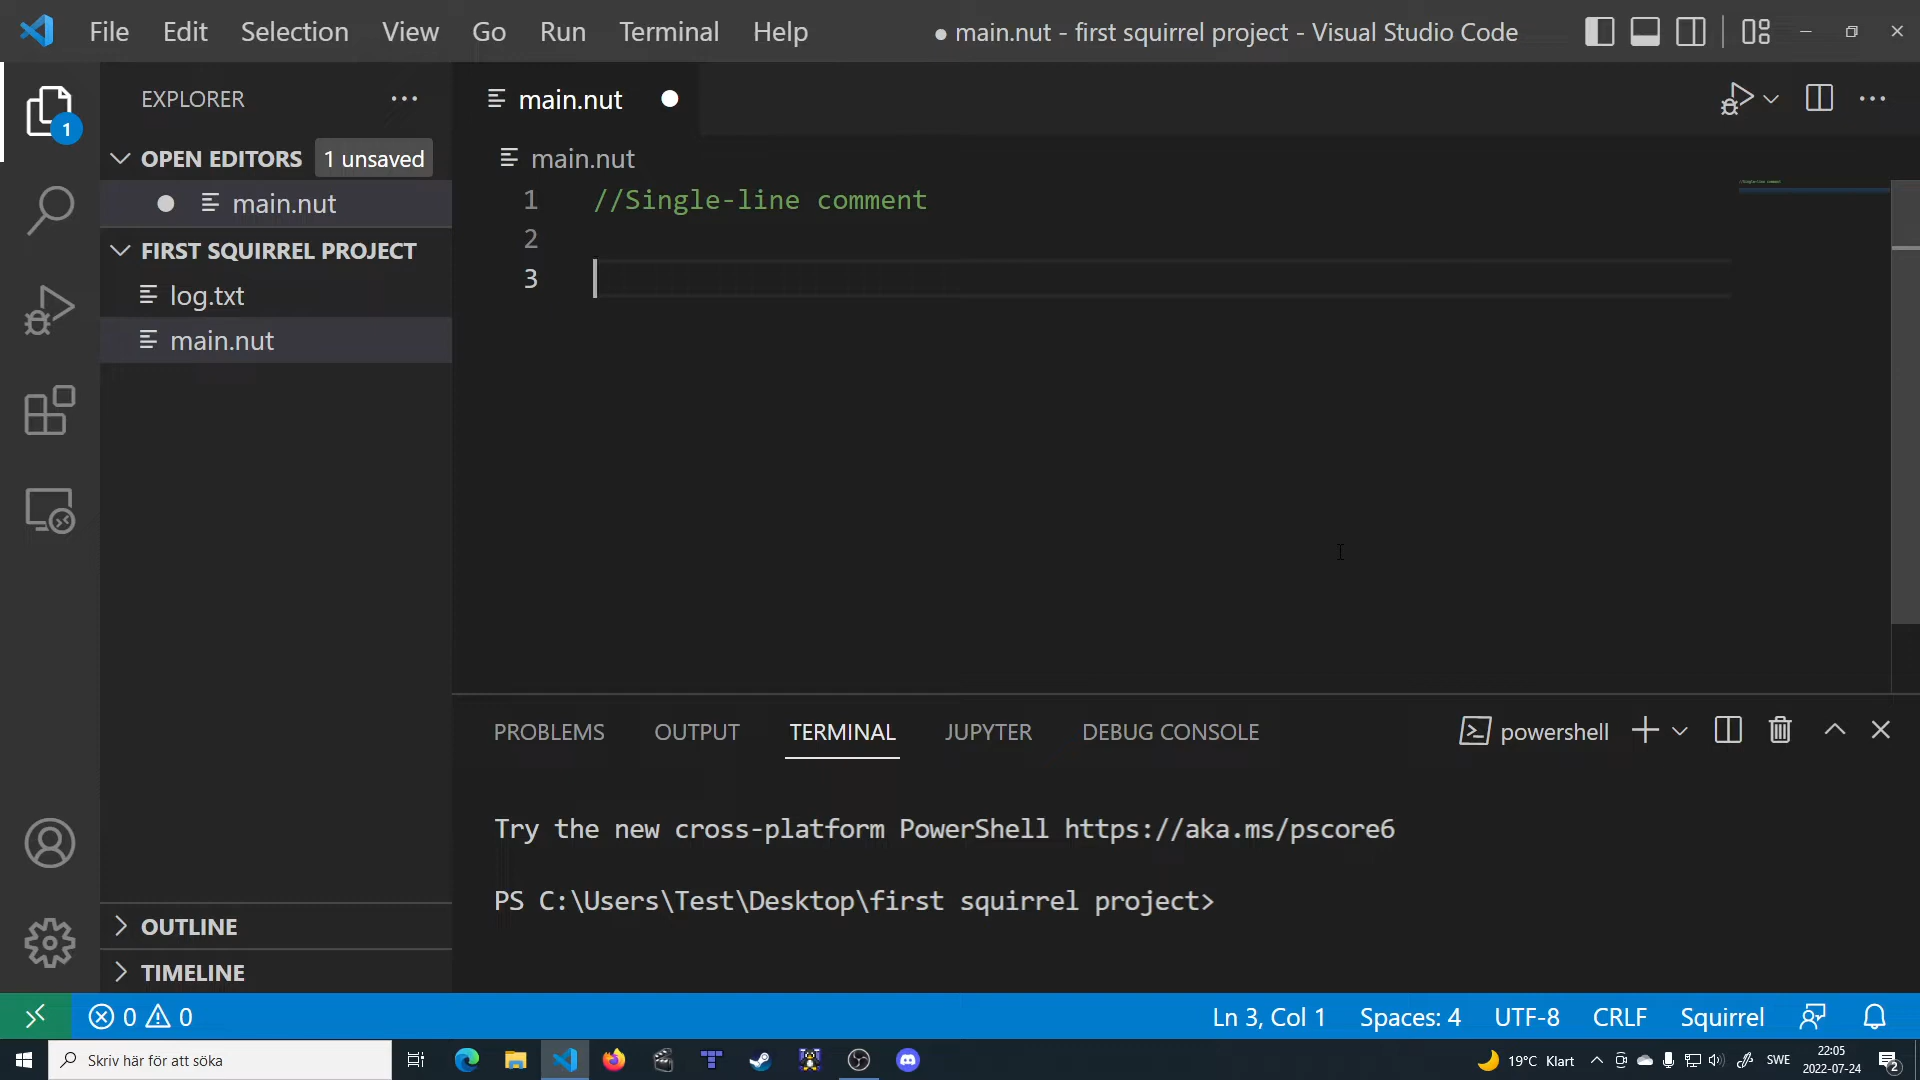 File Edit Selection View Go Run Terminal Help
● main.nut - first squirrel project - Visual Studio Code
EXPLORER
1
OPEN EDITORS 1 unsaved
main.nut
FIRST SQUIRREL PROJECT
log.txt
main.nut
OUTLINE
TIMELINE
main.nut
main.nut
1 //Single-line comment
2
3
PROBLEMS OUTPUT TERMINAL JUPYTER DEBUG CONSOLE
powershell
Try the new cross-platform PowerShell https://aka.ms/pscore6
PS C:\Users\Test\Desktop\first squirrel project>
0 0
Ln 3, Col 1 Spaces: 4 UTF-8 CRLF Squirrel
Skriv här för att söka
19°C Klart
SWE
22:05
2022-07-24
2